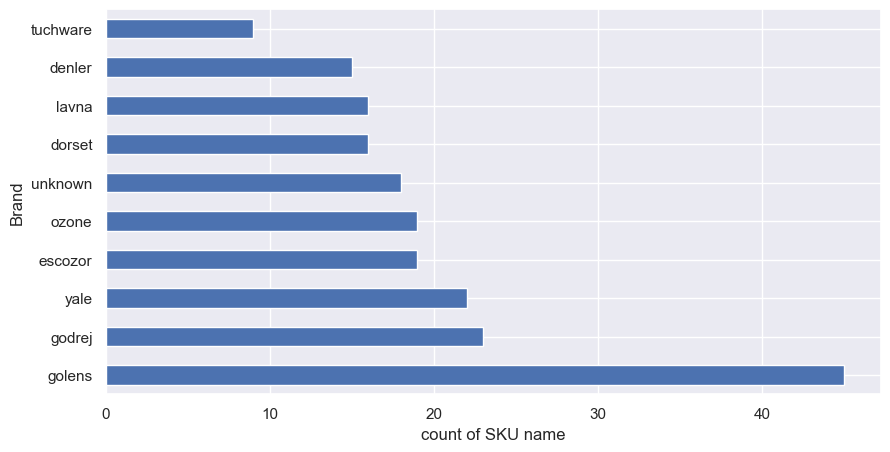 tuchware
denler
lavna
dorset
unknown
ozone
escozor
yale
godrej
golens
Brand
0 10 20 30 40
count of SKU name